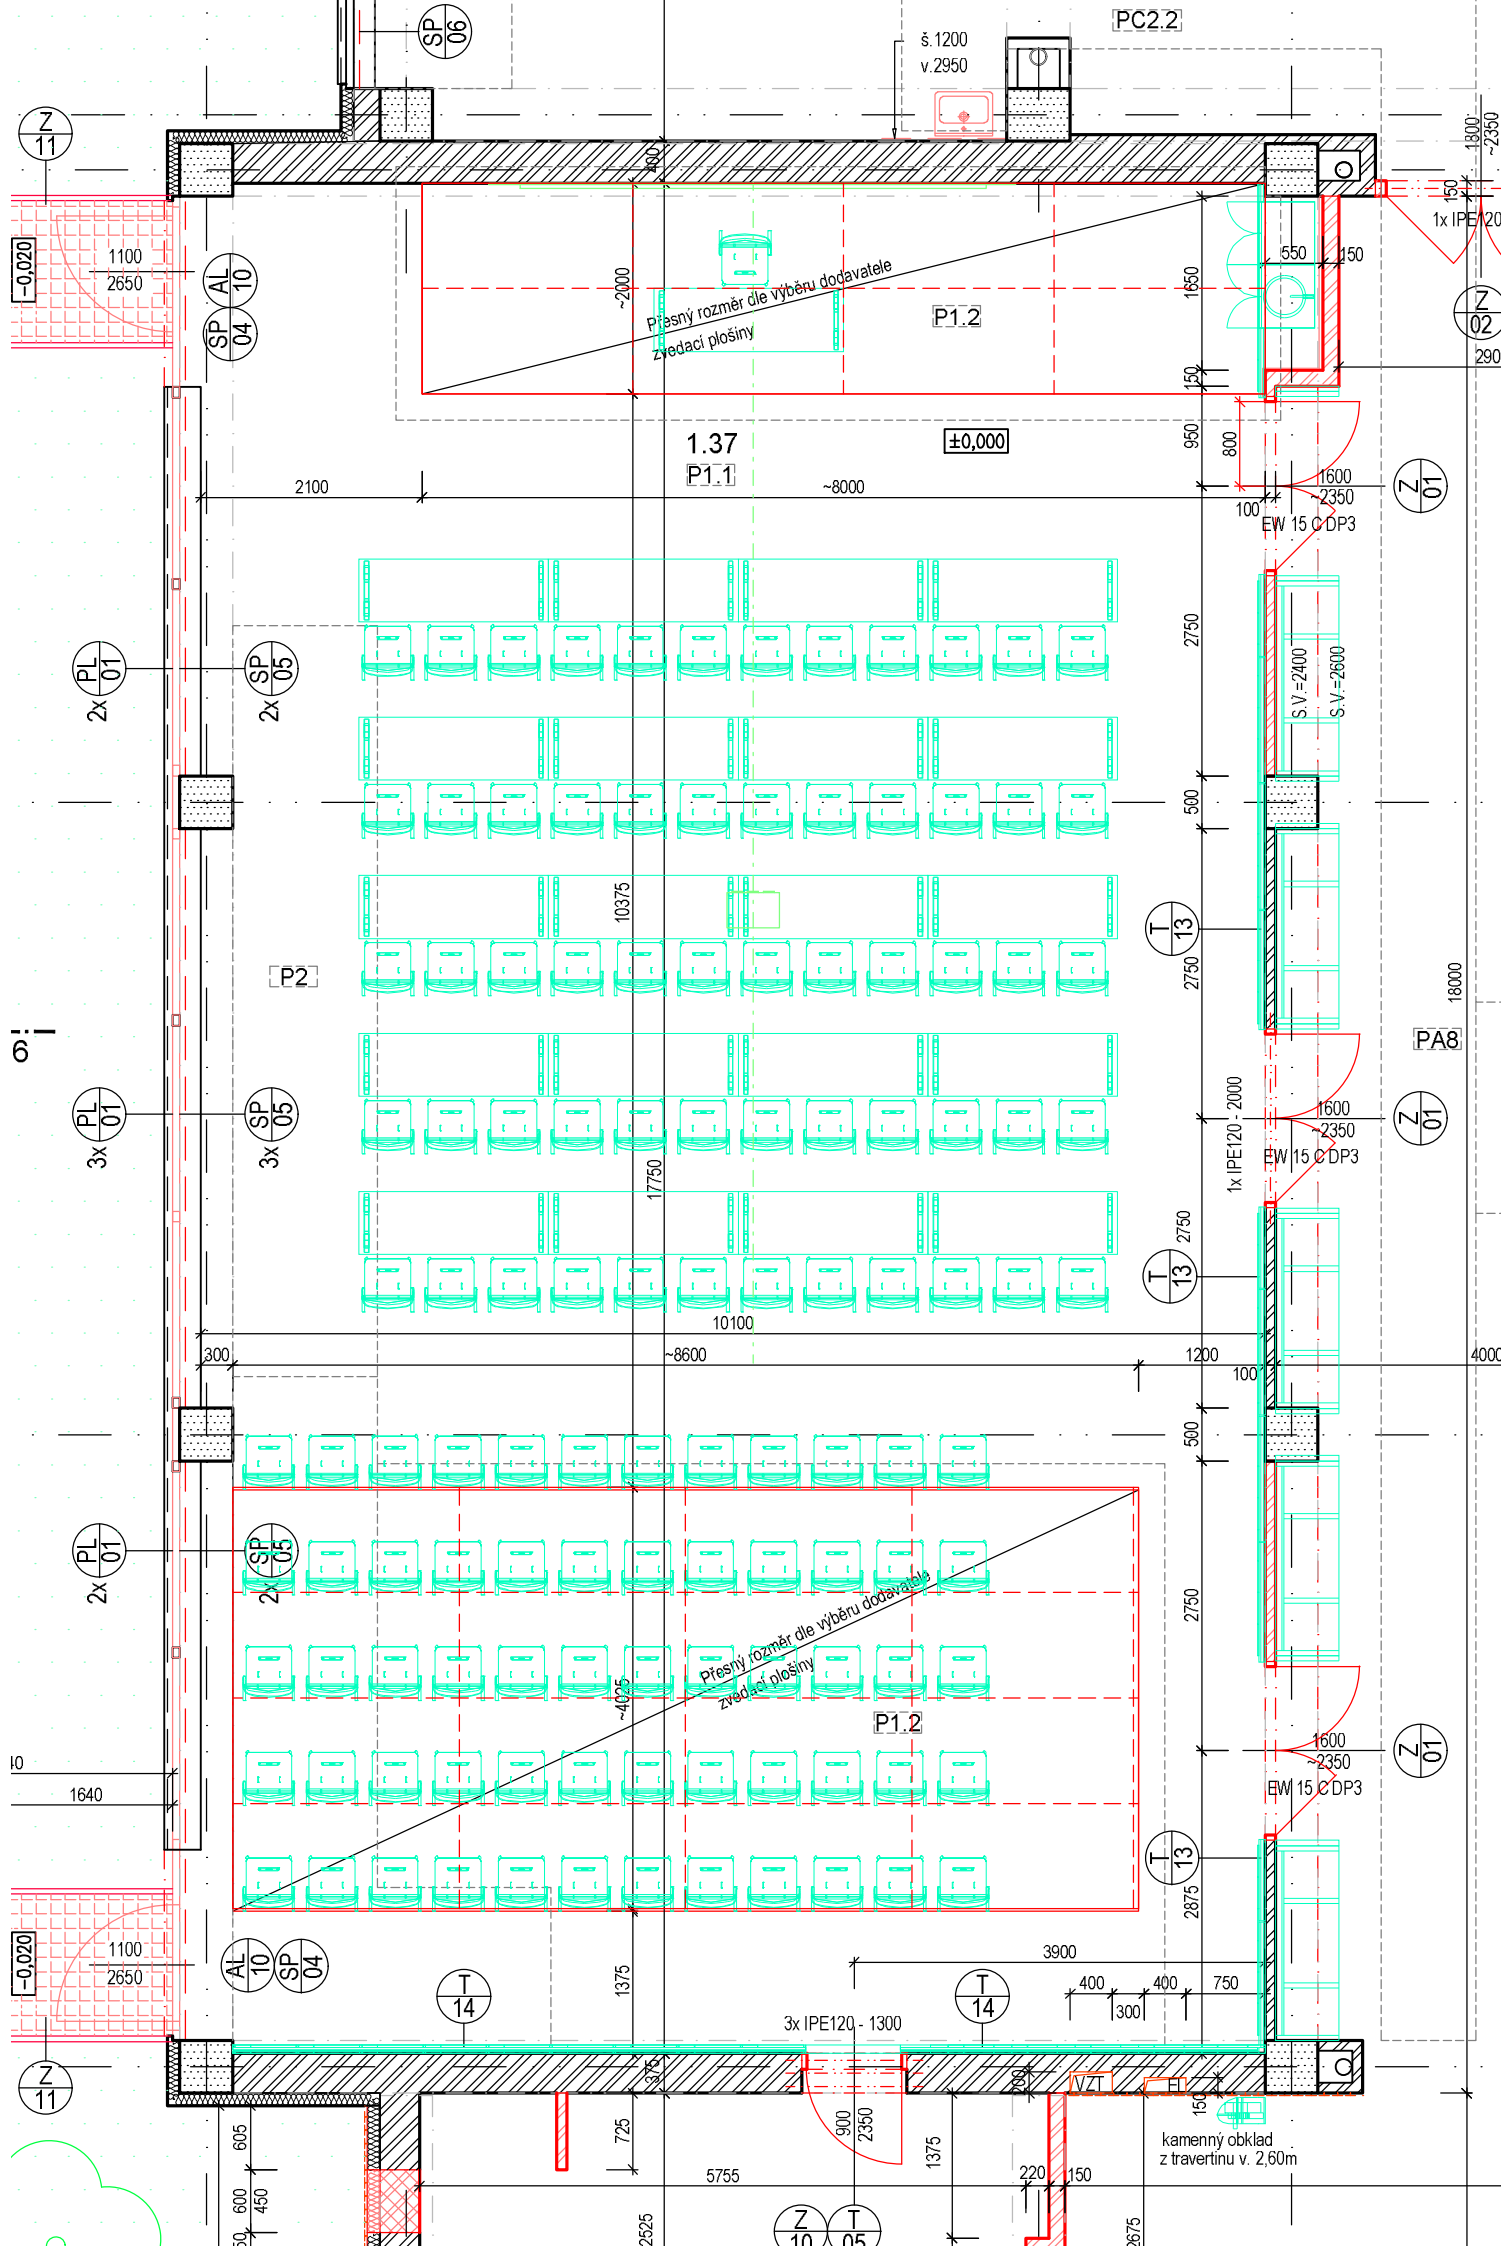 PC2.2
SP
06
š.1200
v.2950
Z
11
400
1800
~2350
150
1x IPE120
-0,020
1100
2650
AL
10
SP
04
~2000
Přesný rozměr dle výběru dodavatele
zvedací plošiny
P1.2
1650
550
150
Z
02
290
150
1.37
P1.1
±0,000
950
800
2100
~8000
100
1600
~2350
EW 15 C DP3
Z
01
PL
01
2x
SP
05
2x
2750
S.V.=2400
S.V.=2600
500
10375
T
13
P2
2750
18000
6
PA8
PL
01
3x
SP
05
3x
17750
1x IPE120 - 2000
1600
~2350
EW 15 C DP3
Z
01
2750
T
13
10100
300
~8600
1200
100
4000
500
PL
01
2x
SP
05
2x
2750
Přesný rozměr dle výběru dodavatele
zvedací plošiny
~4025
P1.2
1600
~2350
EW 15 C DP3
Z
01
40
1640
T
13
2875
-0,020
1100
2650
AL
10
SP
04
3900
1375
T
14
T
14
400
400
750
300
3x IPE120 - 1300
Z
11
375
200
VZT
150
605
725
900
2350
1375
kamenný obklad
z travertinu v. 2,60m
5755
220
150
600
450
2525
Z
10
T
05
2675